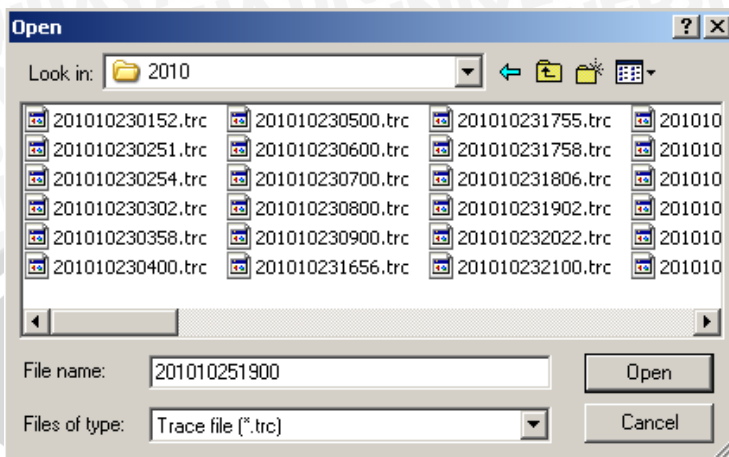 Open
Look in: 2010
201010230152.trc 201010230500.trc 201010231755.trc 201010
201010230251.trc 201010230600.trc 201010231758.trc 201010
201010230254.trc 201010230700.trc 201010231806.trc 201010
201010230302.trc 201010230800.trc 201010231902.trc 201010
201010230358.trc 201010230900.trc 201010232022.trc 201010
201010230400.trc 201010231656.trc 201010232100.trc 201010
File name: 201010251900 Open
Files of type: Trace file (*.trc) Cancel